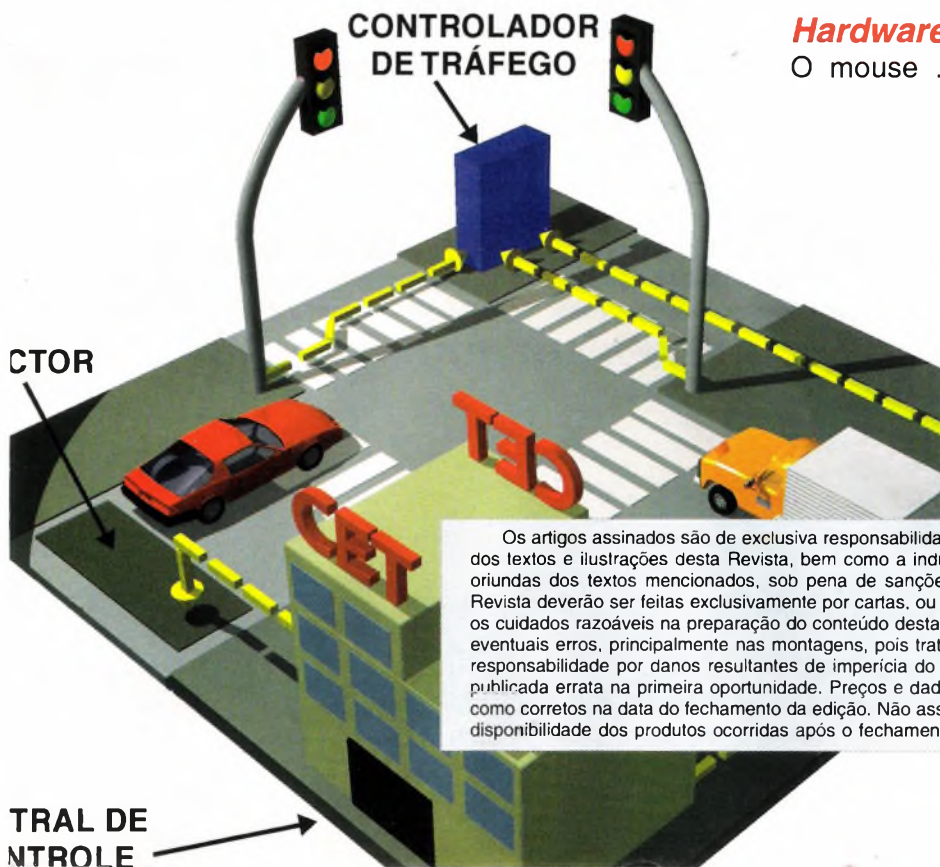 CONTROLADOR
DE TRÁFEGO
Hardware
O mouse .
CTOR
CET
CET
Os artigos assinados são de exclusiva responsabilida
dos textos e ilustrações desta Revista, bem como a indu
oriundas dos textos mencionados, sob pena de sançõe
Revista deverão ser feitas exclusivamente por cartas, ou
os cuidados razoáveis na preparação do conteúdo desta
eventuais erros, principalmente nas montagens, pois trat
responsabilidade por danos resultantes de imperícia do
publicada errata na primeira oportunidade. Preços e dad
como corretos na data do fechamento da edição. Não ass
disponibilidade dos produtos ocorridas após o fechamen
TRAL DE
NTROLE